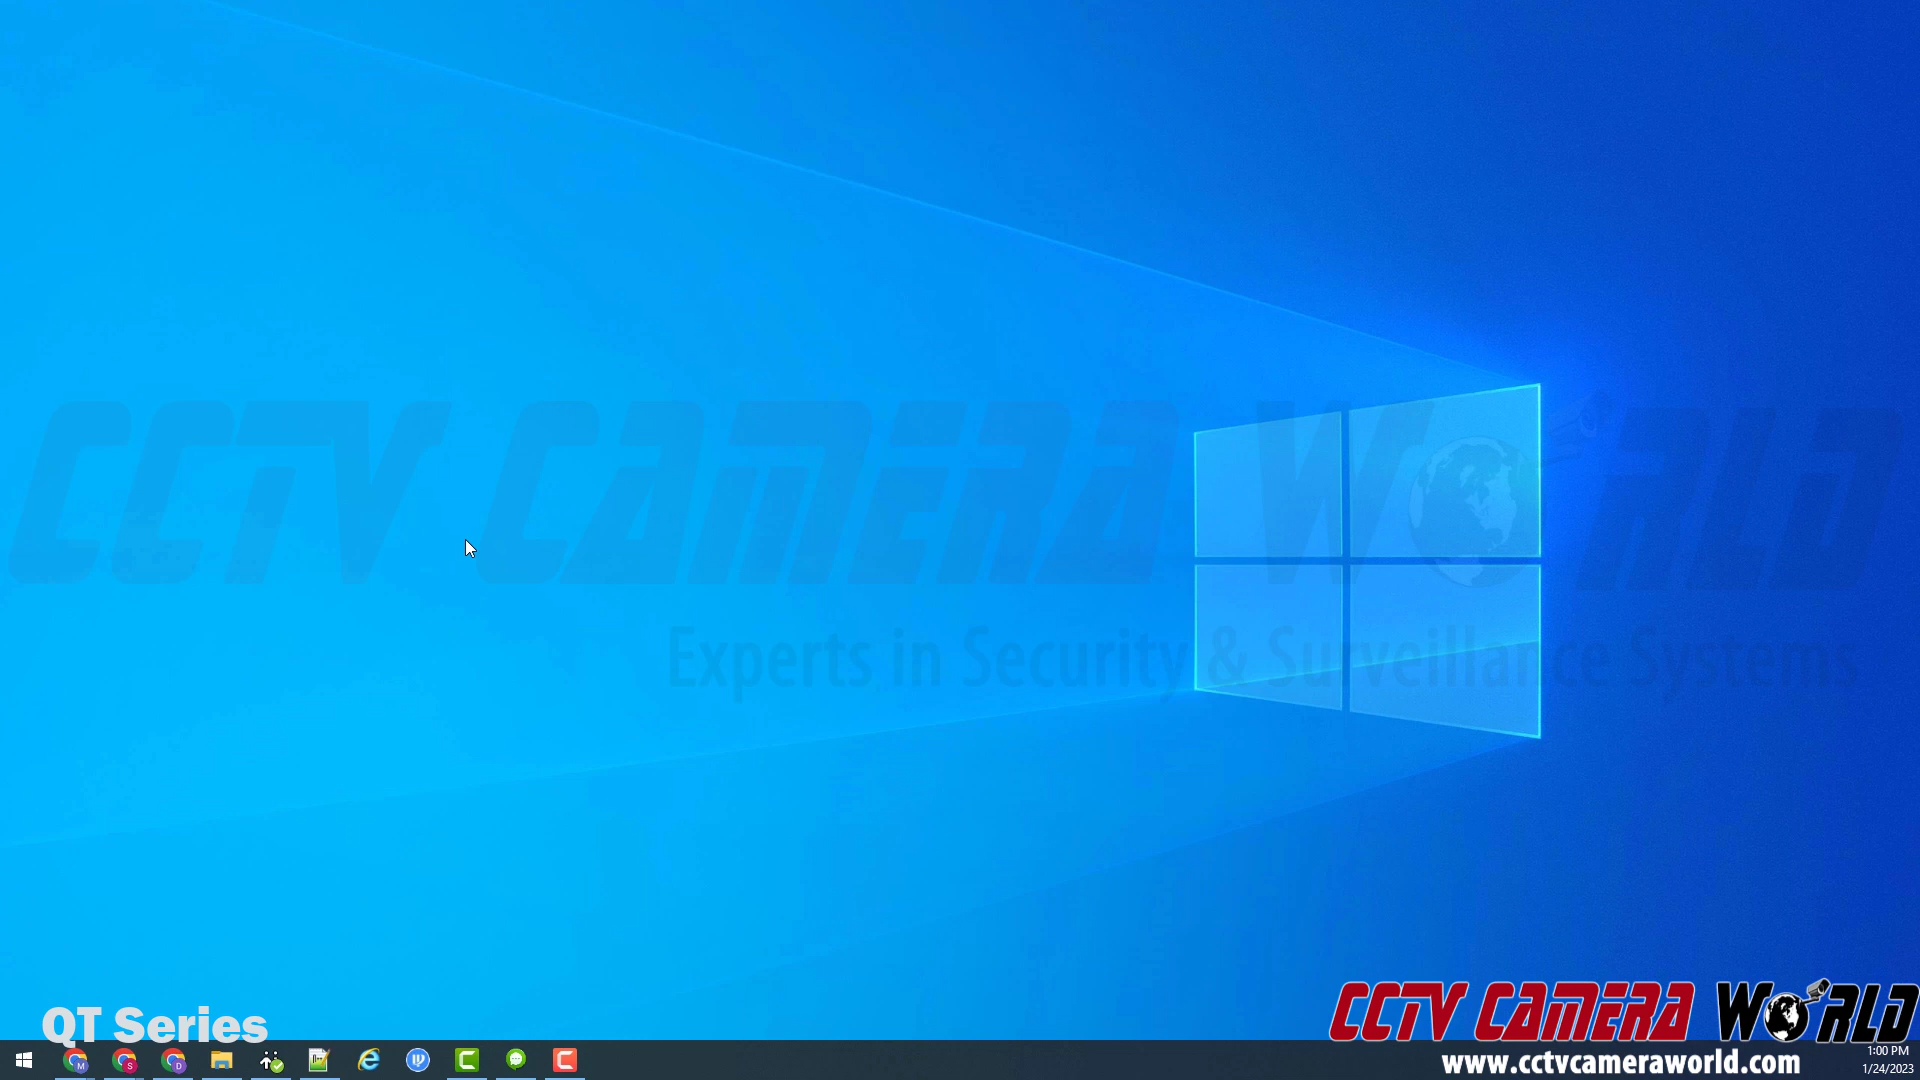 CCTV CAMERA WORLD
Experts in Security & Surveillance Systems
QT Series
CCTV CAMERA WORLD
www.cctvcameraworld.com
1:00 PM
1/24/2023
M
S
D